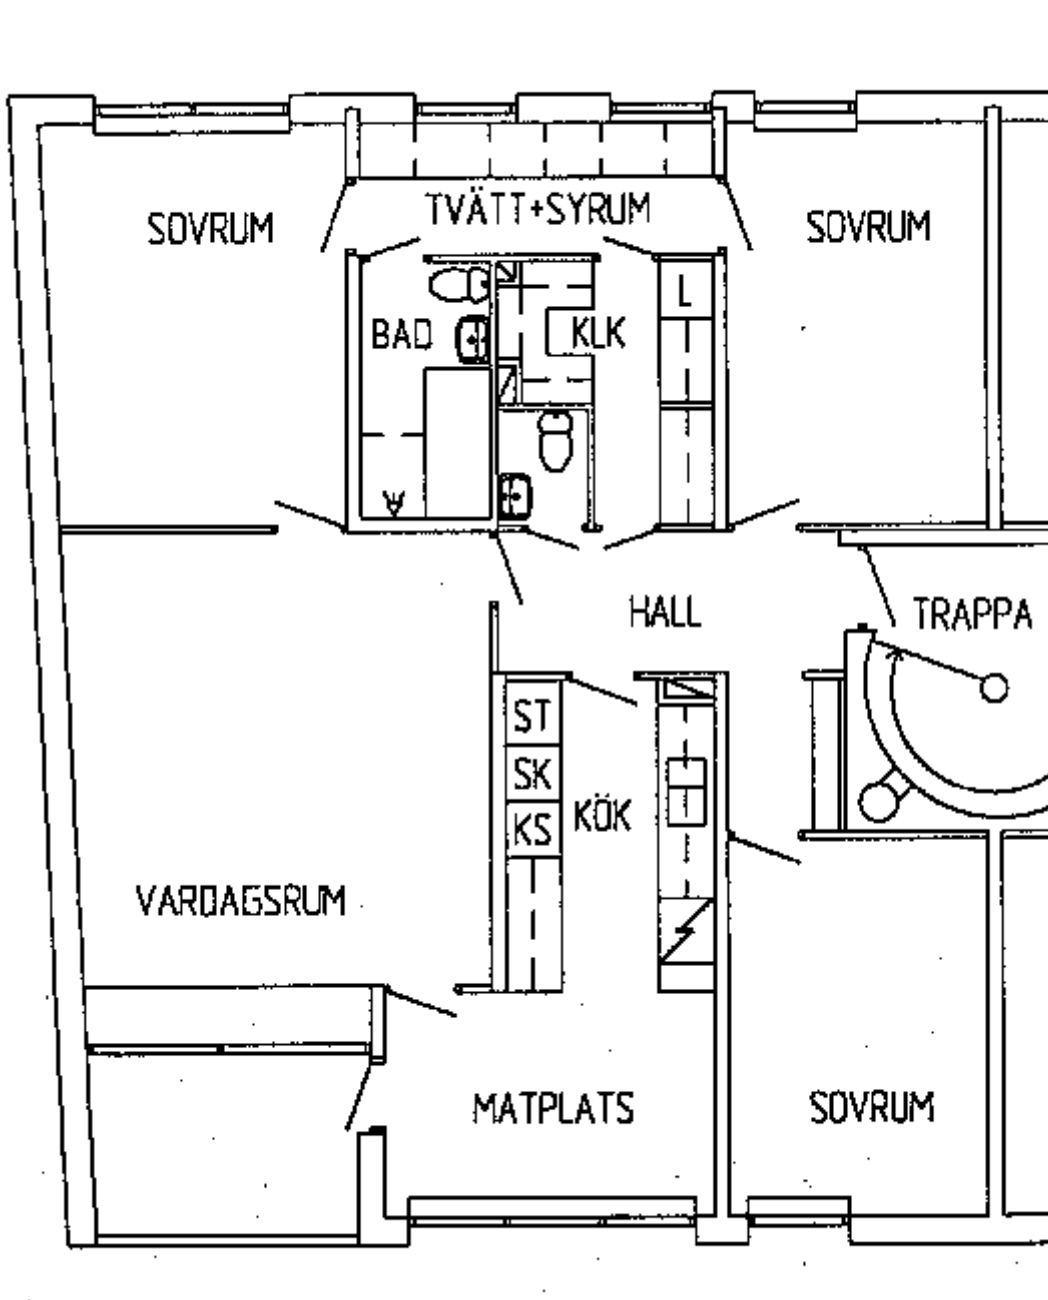 TVÄTT+SYRUM
SOVRUM
SOVRUM
L
BAD
KLK
HALL
TRAPPA
ST
SK
KS
KÖK
VARDAGSRUM
MATPLATS
SOVRUM